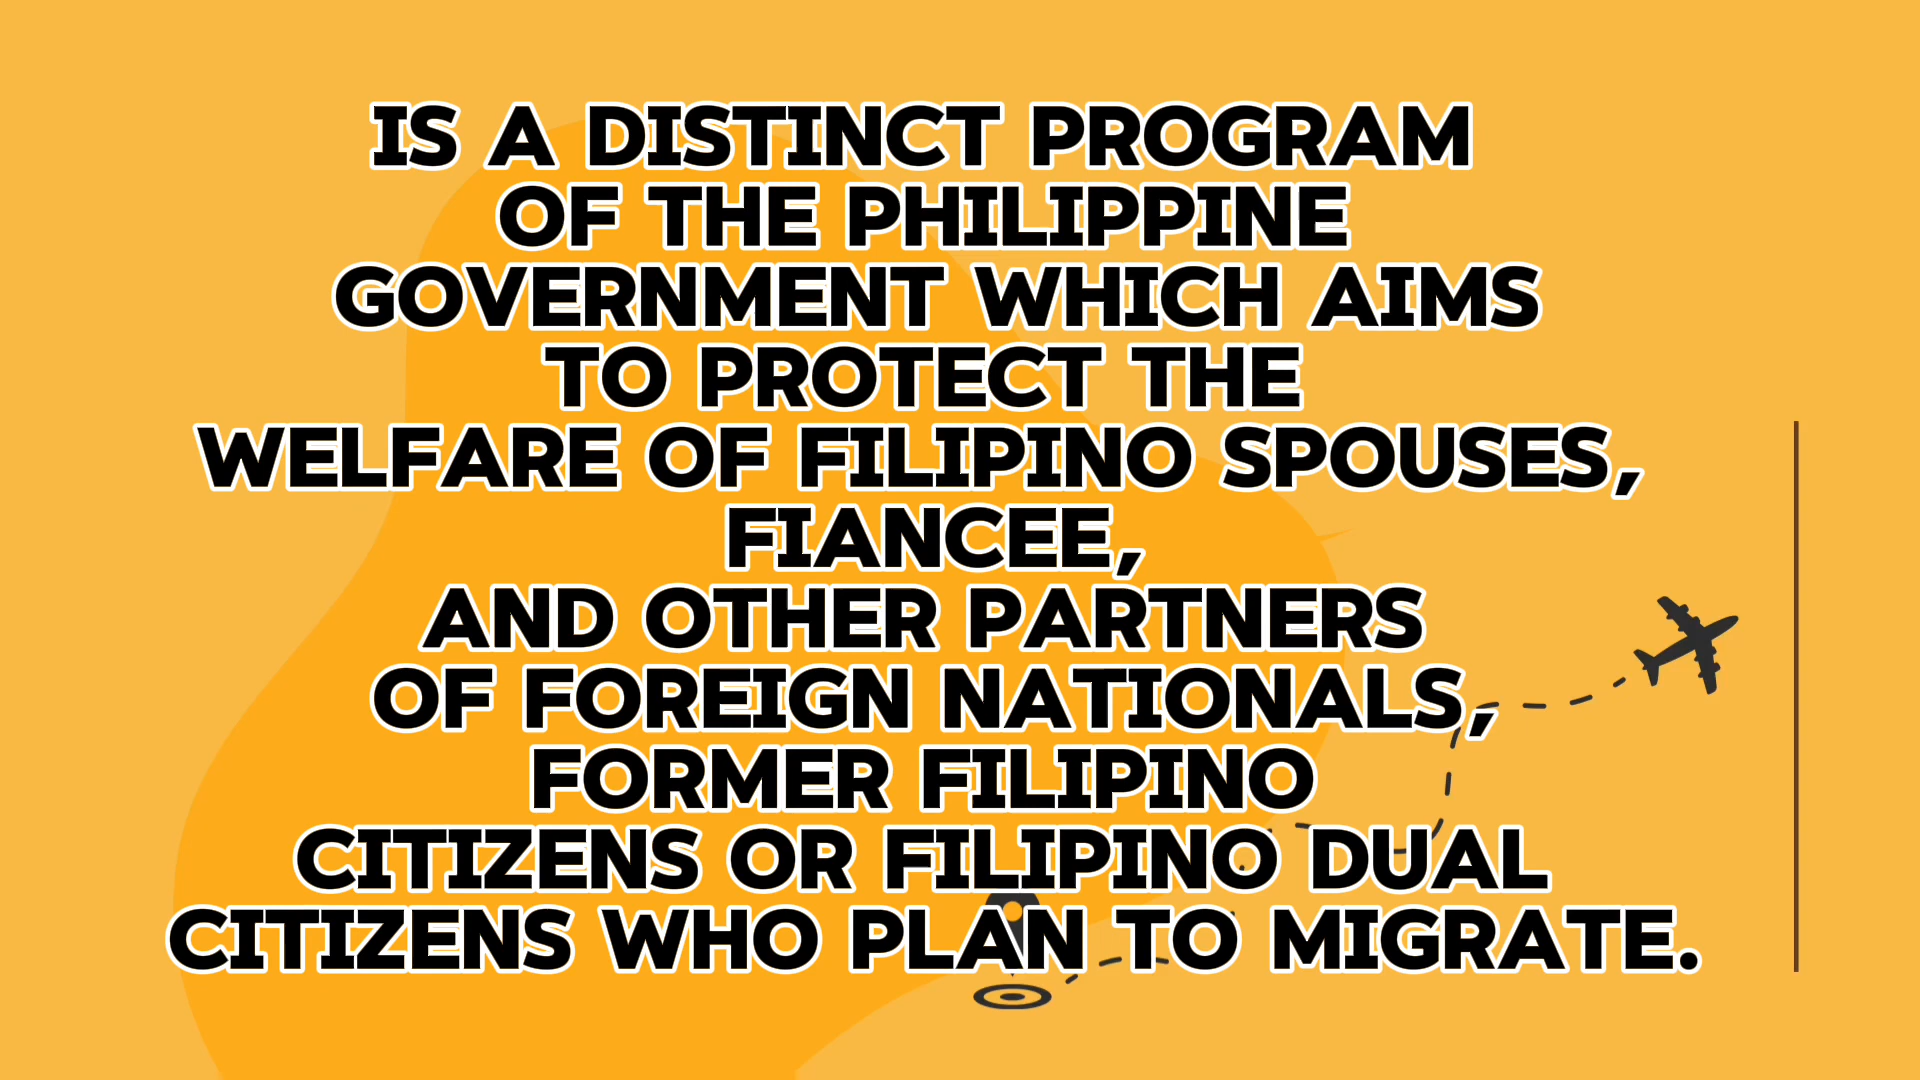 IS A DISTINCT PROGRAM
OF THE PHILIPPINE
GOVERNMENT WHICH AIMS
TO PROTECT THE
WELFARE OF FILIPINO SPOUSES,
FIANCEE,
AND OTHER PARTNERS
OF FOREIGN NATIONALS,
FORMER FILIPINO
CITIZENS OR FILIPINO DUAL
CITIZENS WHO PLAN TO MIGRATE.